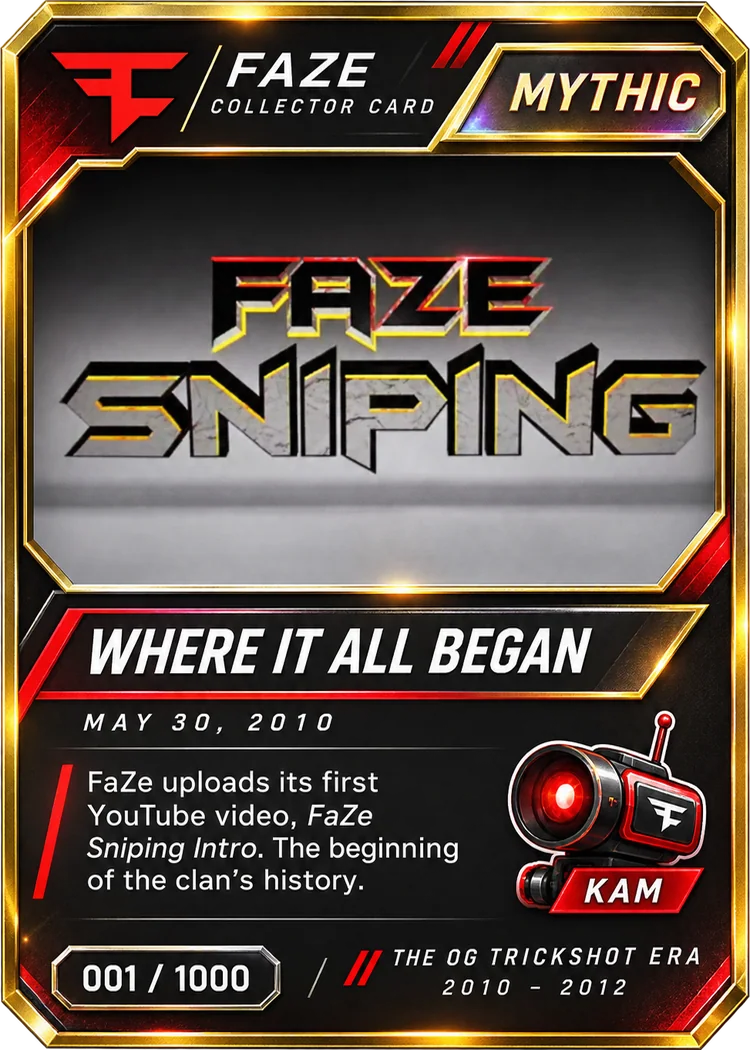 FAZE
COLLECTOR CARD
MYTHIC
FAZE
SNIPING
WHERE IT ALL BEGAN
MAY 30, 2010
FaZe uploads its first
YouTube video, FaZe
Sniping Intro. The beginning
of the clan's history.
KAM
001 / 1000
THE OG TRICKSHOT ERA
2010 – 2012